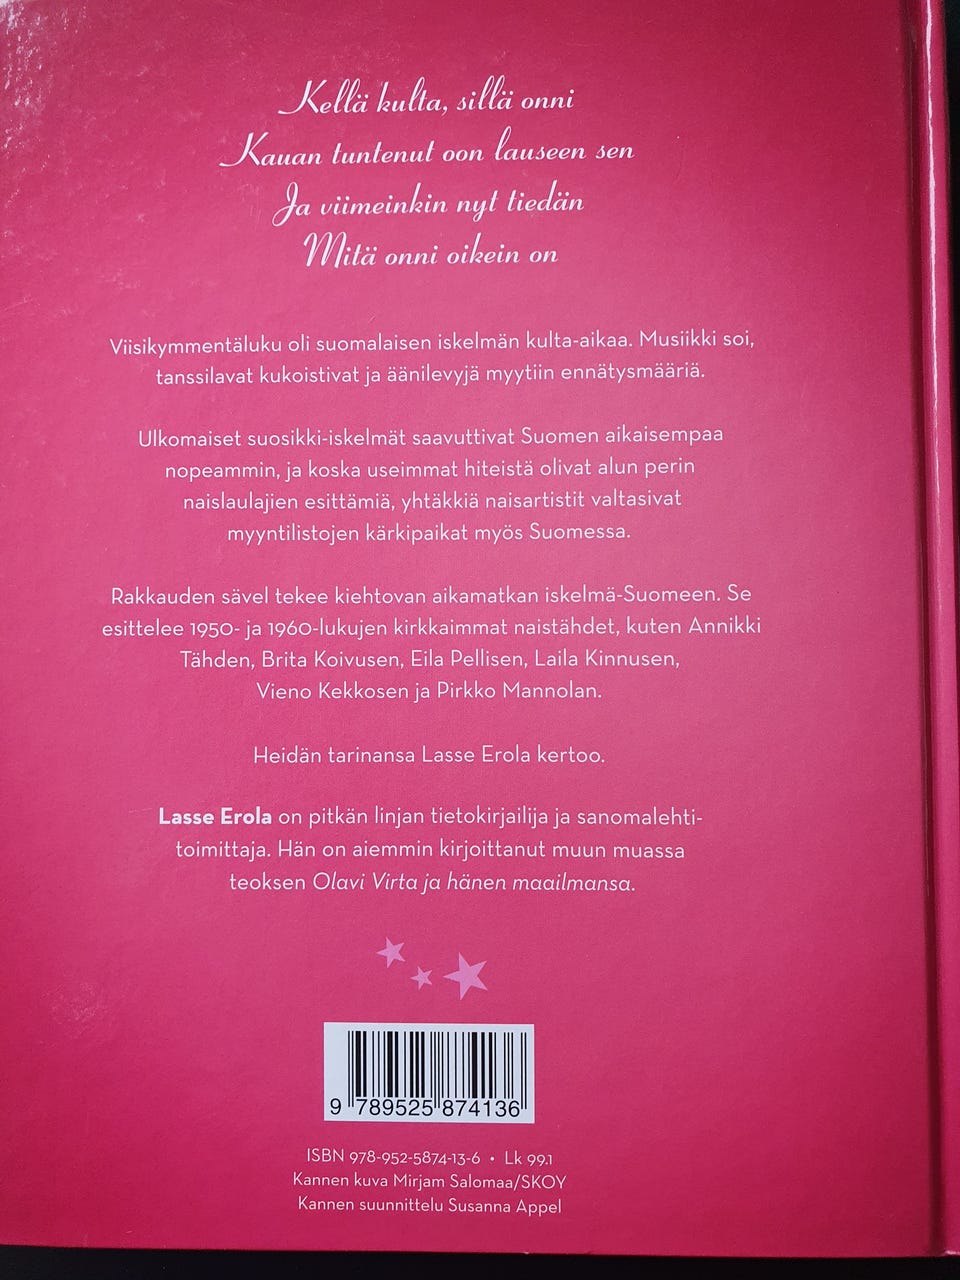 Kellä kulta, sillä onni
Kauan tuntenut oon lauseen sen
Ja viimeinkin nyt tiedän
Mitä onni oikein on
Viisikymmentäluku oli suomalaisen iskelmän kulta-aikaa. Musiikki soi,
tanssilavat kukoistivat ja äänilevyjä myytiin ennätysmääriä.
Ulkomaiset suosikki-iskelmät saavuttivat Suomen aikaisempaa
nopeammin, ja koska useimmat hiteistä olivat alun perin
naislaulajien esittämiä, yhtäkkiä naisartistit valtasivat
myyntilistojen kärkipaikat myös Suomessa.
Rakkauden sävel tekee kiehtovan aikamatkan iskelmä-Suomeen. Se
esittelee 1950- ja 1960-lukujen kirkkaimmat naistähdet, kuten Annikki
Tähden, Brita Koivusen, Eila Pellisen, Laila Kinnusen,
Vieno Kekkosen ja Pirkko Mannolan.
Heidän tarinansa Lasse Erola kertoo.
Lasse Erola on pitkän linjan tietokirjailija ja sanomalehti-
toimittaja. Hän on aiemmin kirjoittanut muun muassa
teoksen Olavi Virta ja hänen maailmansa.
9 789525 874136
ISBN 978-952-5874-13-6 • Lk 99.1
Kannen kuva Mirjam Salomaa/SKOY
Kannen suunnittelu Susanna Appel